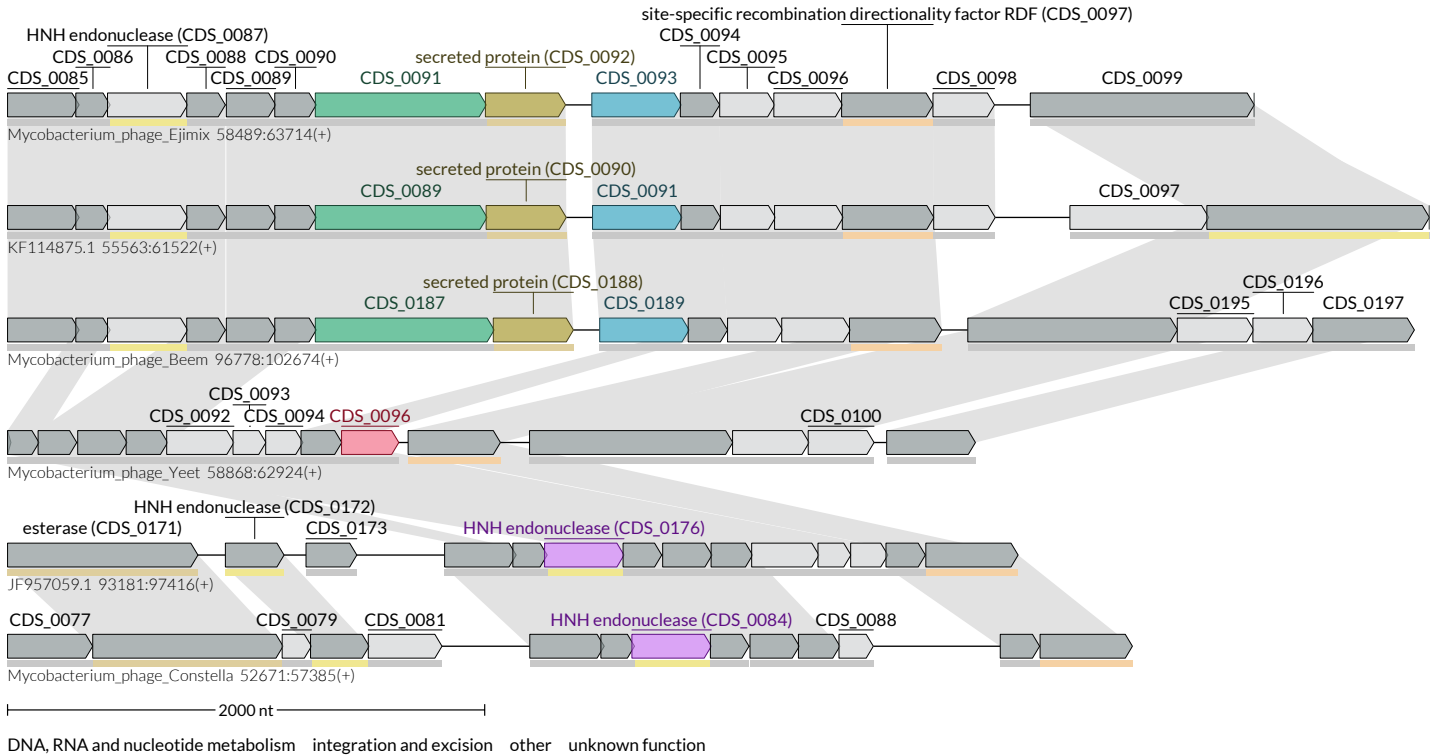 site-specific recombination directionality factor RDF (CDS_0097)
HNH endonuclease (CDS_0087) CDS_0094
CDS_0086 CDS_0088 CDS_0090 secreted protein (CDS_0092) CDS_0095
CDS_0085 CDS_0089 CDS_0091 CDS_0093 CDS_0096 CDS_0098 CDS_0099
Mycobacterium_phage_Ejimix 58489:63714(+)
secreted protein (CDS_0090)
CDS_0089 CDS_0091 CDS_0097
KF114875.1 55563:61522(+)
secreted protein (CDS_0188) CDS_0196
CDS_0187 CDS_0189 CDS_0195 CDS_0197
Mycobacterium_phage_Beem 96778:102674(+)
CDS_0093
CDS_0092 CDS_0094 CDS_0096 CDS_0100
Mycobacterium_phage_Yeet 58868:62924(+)
HNH endonuclease (CDS_0172)
esterase (CDS_0171) CDS_0173 HNH endonuclease (CDS_0176)
JF957059.1 93181:97416(+)
CDS_0077 CDS_0079 CDS_0081 HNH endonuclease (CDS_0084) CDS_0088
Mycobacterium_phage_Constella 52671:57385(+)
2000 nt
DNA, RNA and nucleotide metabolism integration and excision other unknown function